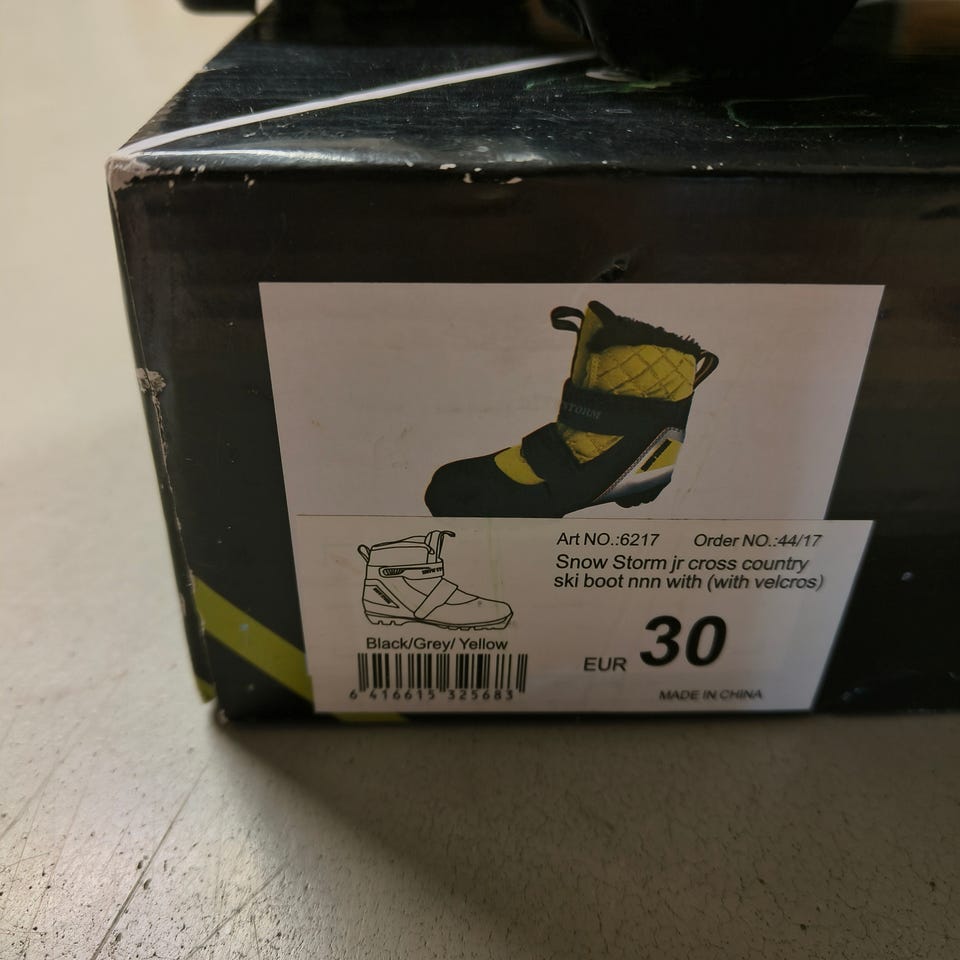 STORM
Art NO.:6217 Order NO.:44/17
Snow Storm jr cross country
ski boot nnn with (with velcros)
Black/Grey/ Yellow
EUR 30
6 416615 325683
MADE IN CHINA